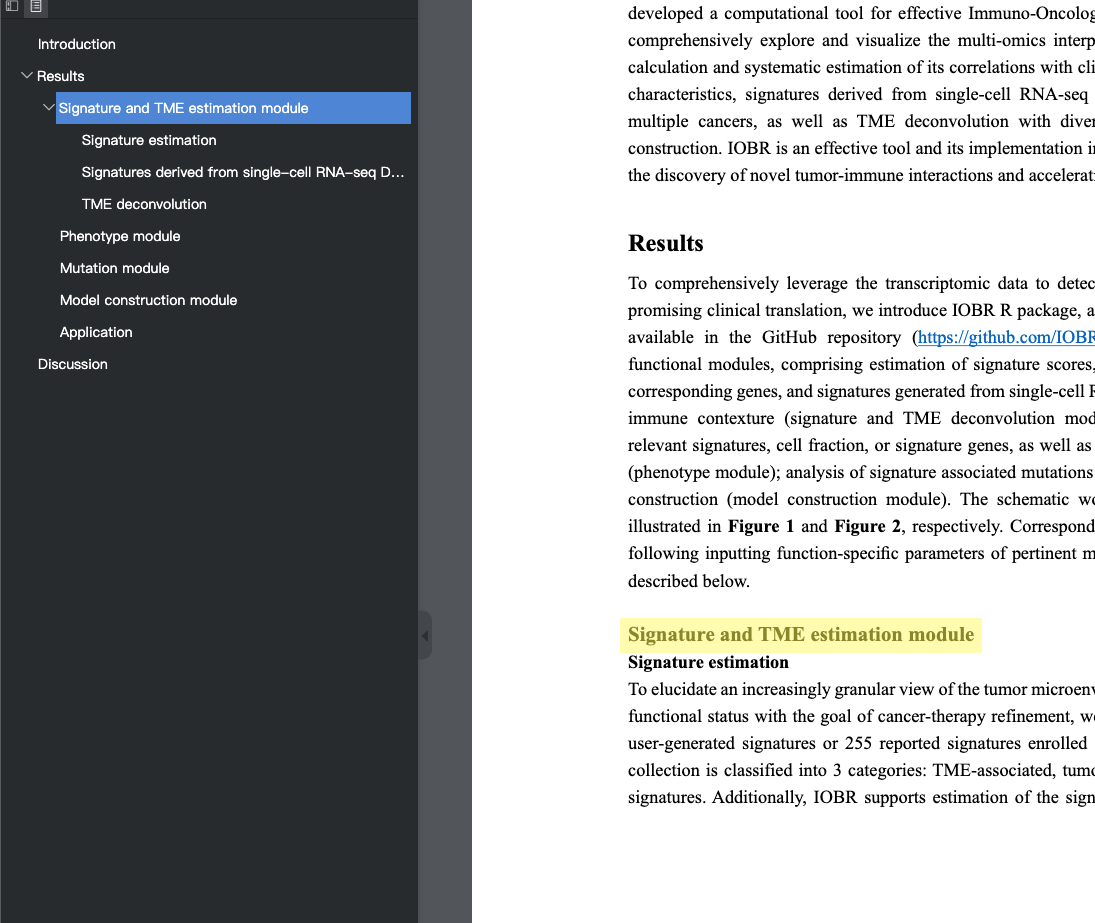 Introduction
Results
Signature and TME estimation module
Signature estimation
Signatures derived from single-cell RNA-seq D...
TME deconvolution
Phenotype module
Mutation module
Model construction module
Application
Discussion
developed a computational tool for effective Immuno-Oncolog
comprehensively explore and visualize the multi-omics interp
calculation and systematic estimation of its correlations with cli
characteristics, signatures derived from single-cell RNA-seq
multiple cancers, as well as TME deconvolution with diver
construction. IOBR is an effective tool and its implementation i
the discovery of novel tumor-immune interactions and accelerati
Results
To comprehensively leverage the transcriptomic data to detec
promising clinical translation, we introduce IOBR R package, a
available in the GitHub repository (https://github.com/IOBR
functional modules, comprising estimation of signature scores,
corresponding genes, and signatures generated from single-cell R
immune contexture (signature and TME deconvolution mod
relevant signatures, cell fraction, or signature genes, as well as
(phenotype module); analysis of signature associated mutations
construction (model construction module). The schematic wo
illustrated in Figure 1 and Figure 2, respectively. Correspond
following inputting function-specific parameters of pertinent m
described below.
Signature and TME estimation module
Signature estimation
To elucidate an increasingly granular view of the tumor microenv
functional status with the goal of cancer-therapy refinement, we
user-generated signatures or 255 reported signatures enrolled
collection is classified into 3 categories: TME-associated, tumo
signatures. Additionally, IOBR supports estimation of the sign